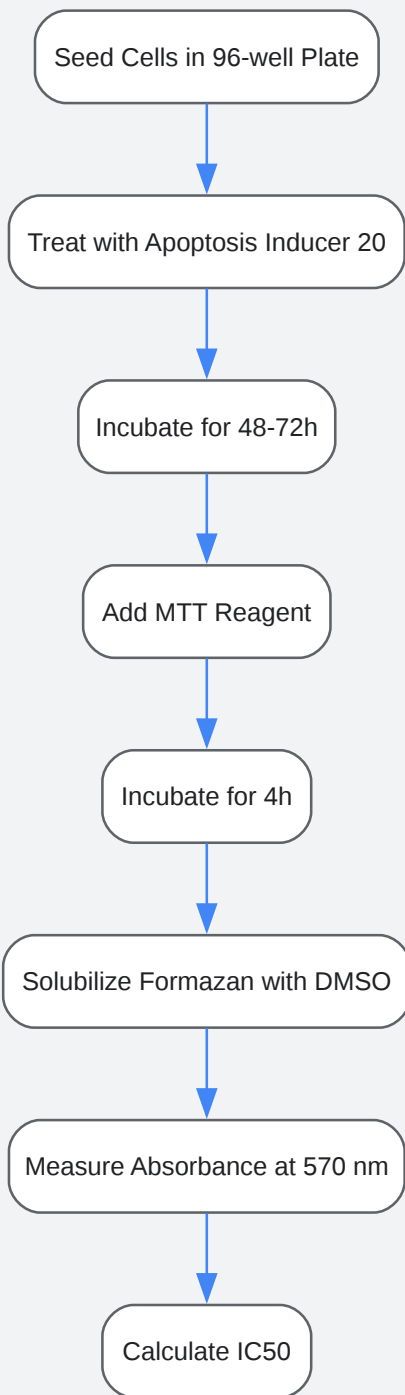 Seed Cells in 96-well Plate
Treat with Apoptosis Inducer 20
Incubate for 48-72h
Add MTT Reagent
Incubate for 4h
Solubilize Formazan with DMSO
Measure Absorbance at 570 nm
Calculate IC50